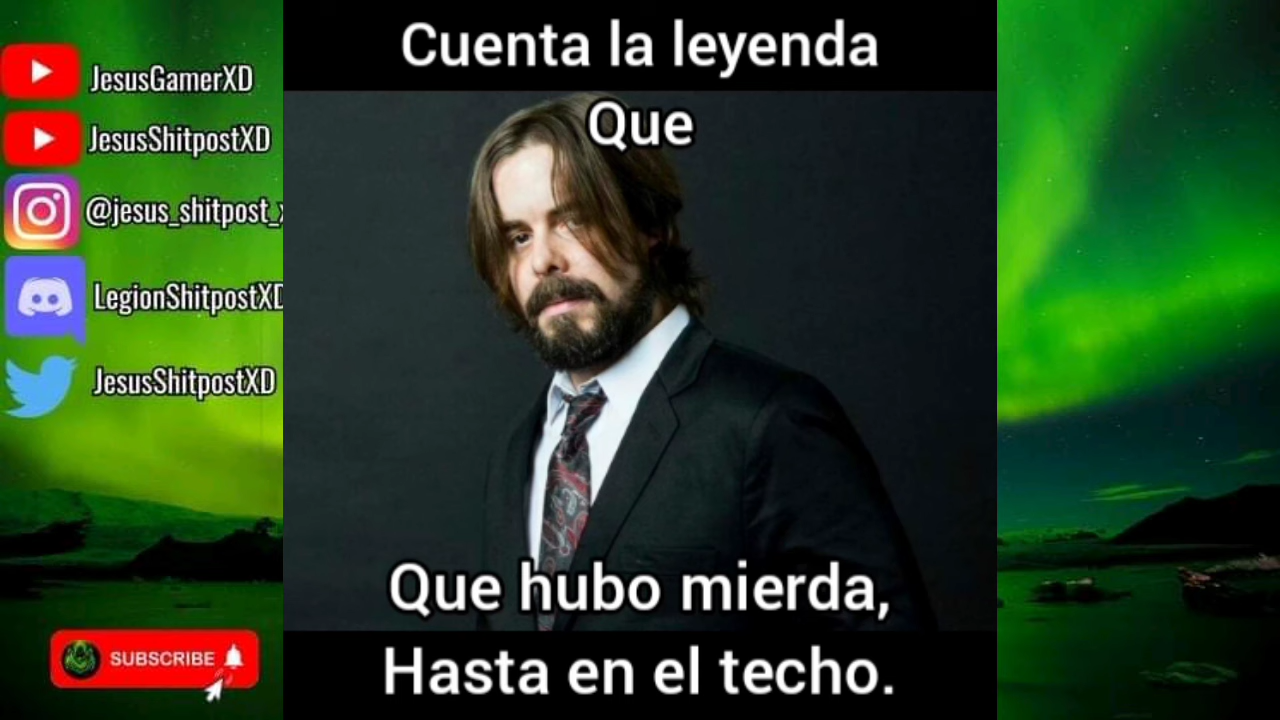 Cuenta la leyenda
Que
Que hubo mierda,
Hasta en el techo.
JesusGamerXD
JesusShitpostXD
@jesus_shitpost_
LegionShitpostXD
JesusShitpostXD
SUBSCRIBE